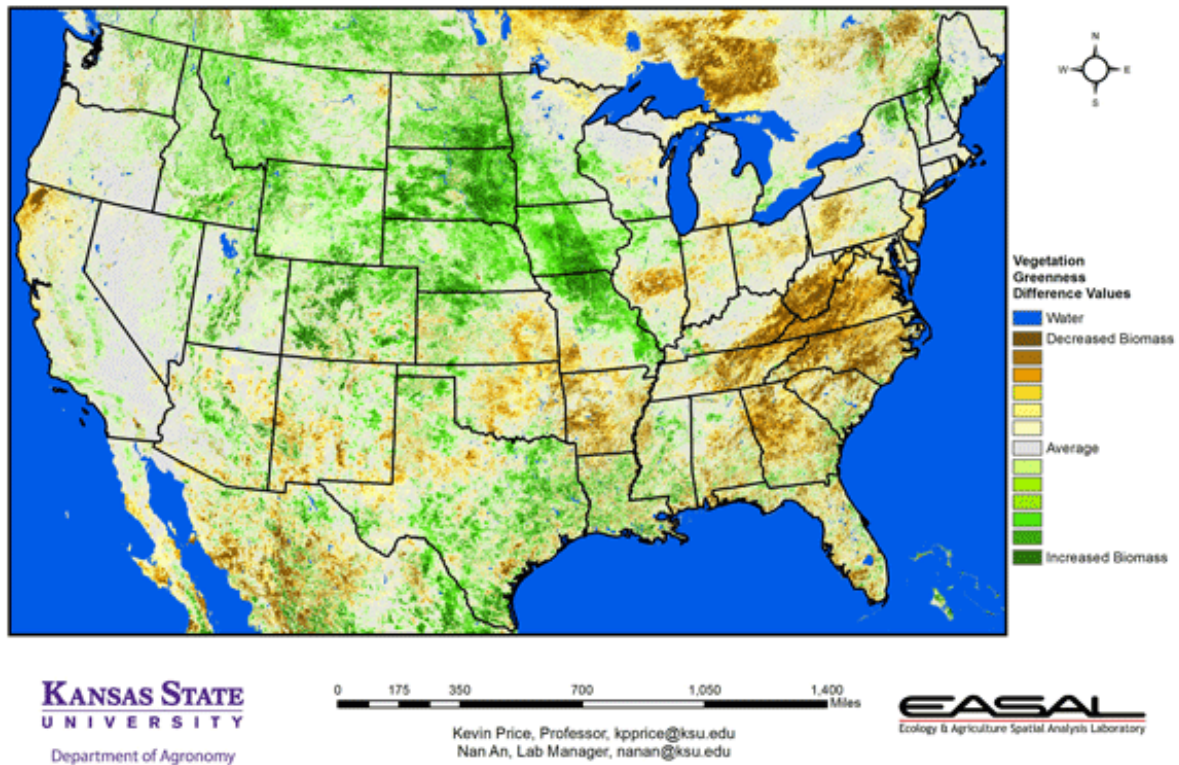 N
W E
S
Vegetation
Greenness
Difference Values
Water
Decreased Biomass
Average
Increased Biomass
KANSAS STATE
UNIVERSITY
Department of Agronomy
0 175 350 700 1,050 1,400
Miles
Kevin Price, Professor, kpprice@ksu.edu
Nan An, Lab Manager, nanan@ksu.edu
EASAL
Ecology & Agriculture Spatial Analysis Laboratory